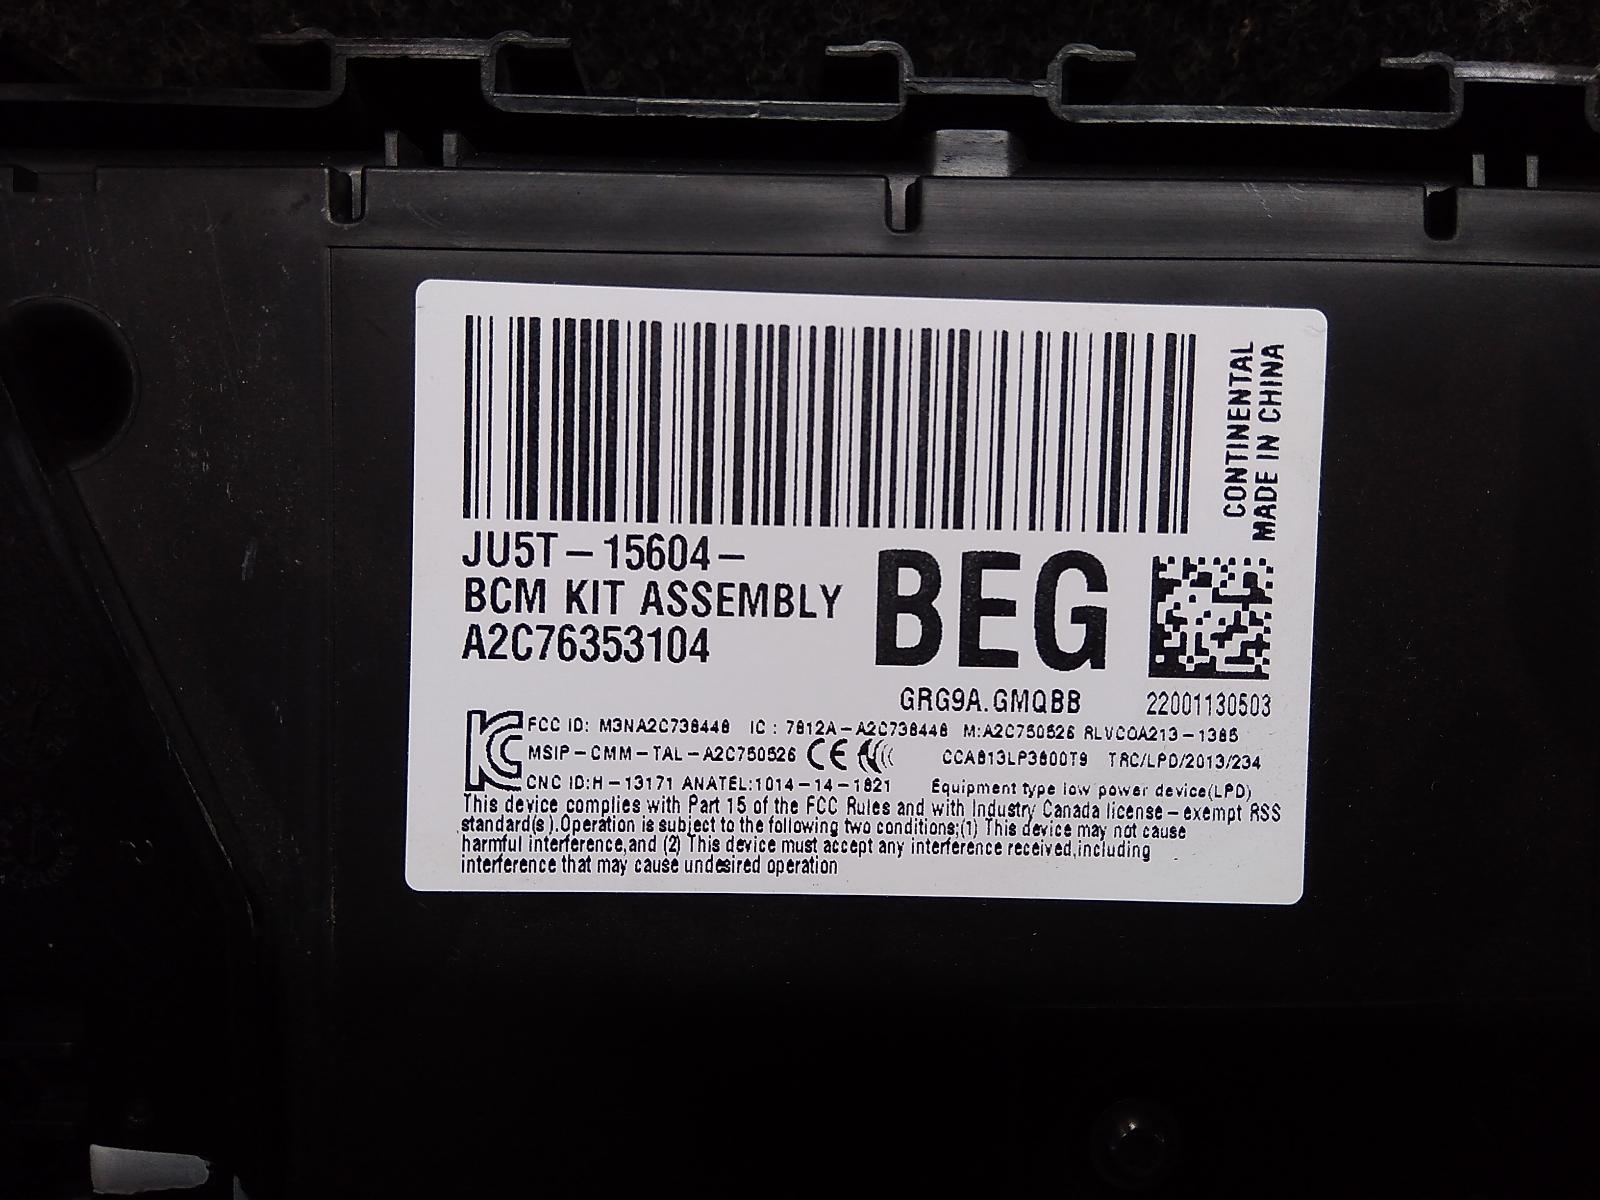 CONTINENTAL
MADE IN CHINA
JU5T-15604-
BCM KIT ASSEMBLY
A2C76353104
BEG
GRG9A.GMQBB
22001130503
FCC ID: M3NA2C738448 IC: 7812A-A2C738448 M:A2C750526 RLVCOA213-1385
MSIP-CMM-TAL-A2C750526 CE CCAB13LP3800T9 TRC/LPD/2013/234
CNC ID:H-13171 ANATEL:1014-14-1821 Equipment type low power device(LPD)
This device complies with Part 15 of the FCC Rules and with Industry Canada license-exempt RSS
standard(s).Operation is subject to the following two conditions;(1) This device may not cause
harmful interference,and (2) This device must accept any interference received,including
interference that may cause undesired operation